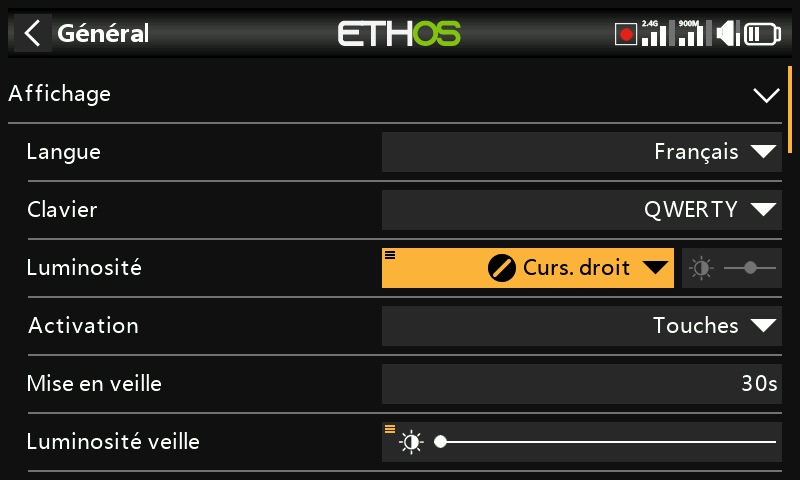 Général
ETHOS
2.4G
900M
Affichage
Langue
Français
Clavier
QWERTY
Luminosité
Curs. droit
Activation
Touches
Mise en veille
30s
Luminosité veille